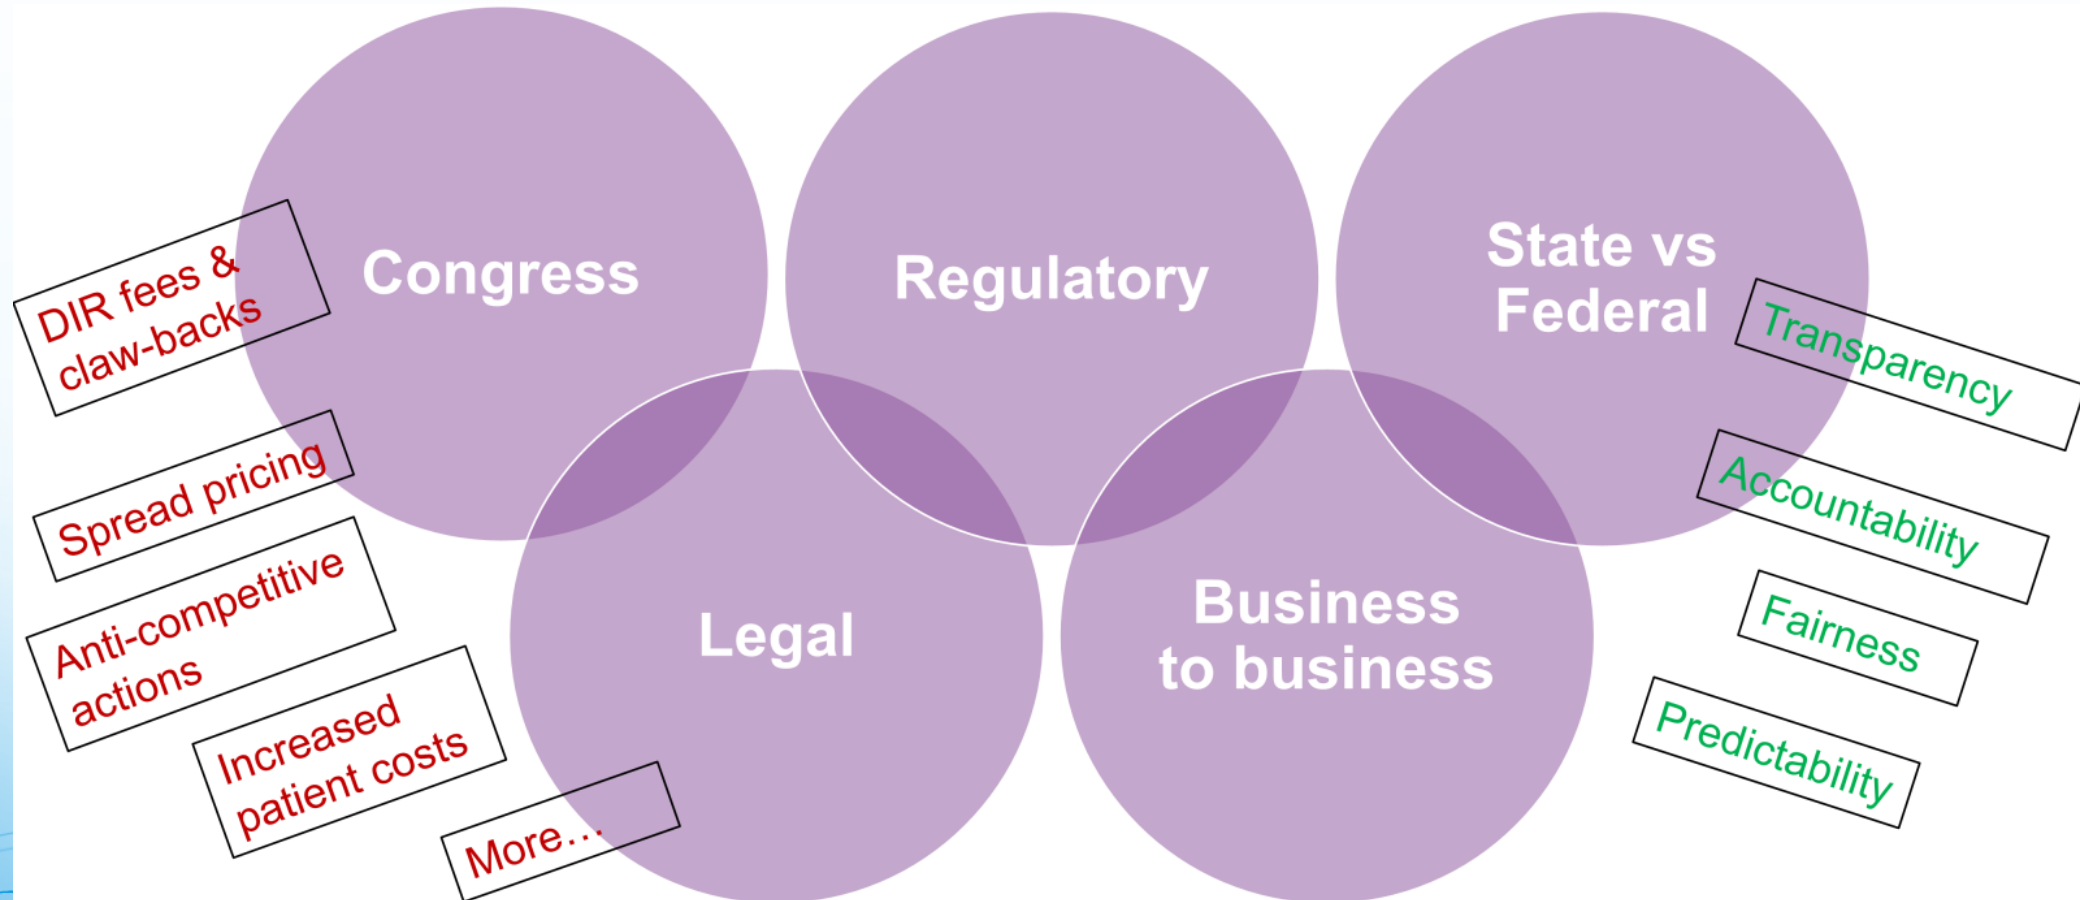 Congress
Regulatory
State vs
Federal
Legal
Business
to business
DIR fees &
claw-backs
Spread pricing
Anti-competitive
actions
Increased
patient costs
More…
Transparency
Accountability
Fairness
Predictability